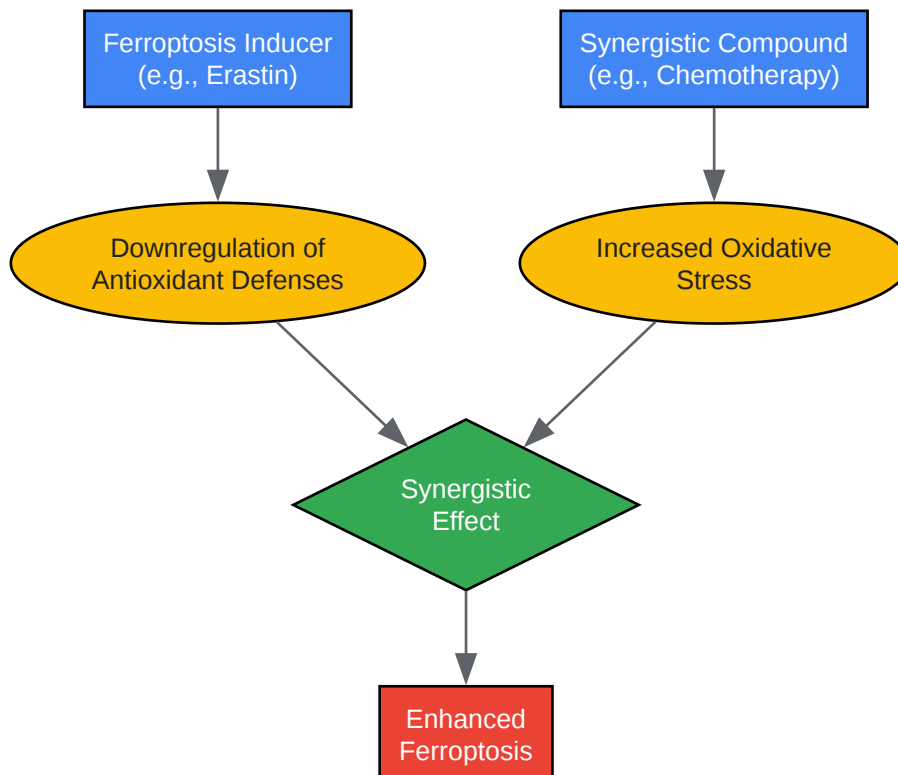 Ferroptosis Inducer
(e.g., Erastin)
Synergistic Compound
(e.g., Chemotherapy)
Downregulation of
Antioxidant Defenses
Increased Oxidative
Stress
Synergistic
Effect
Enhanced
Ferroptosis